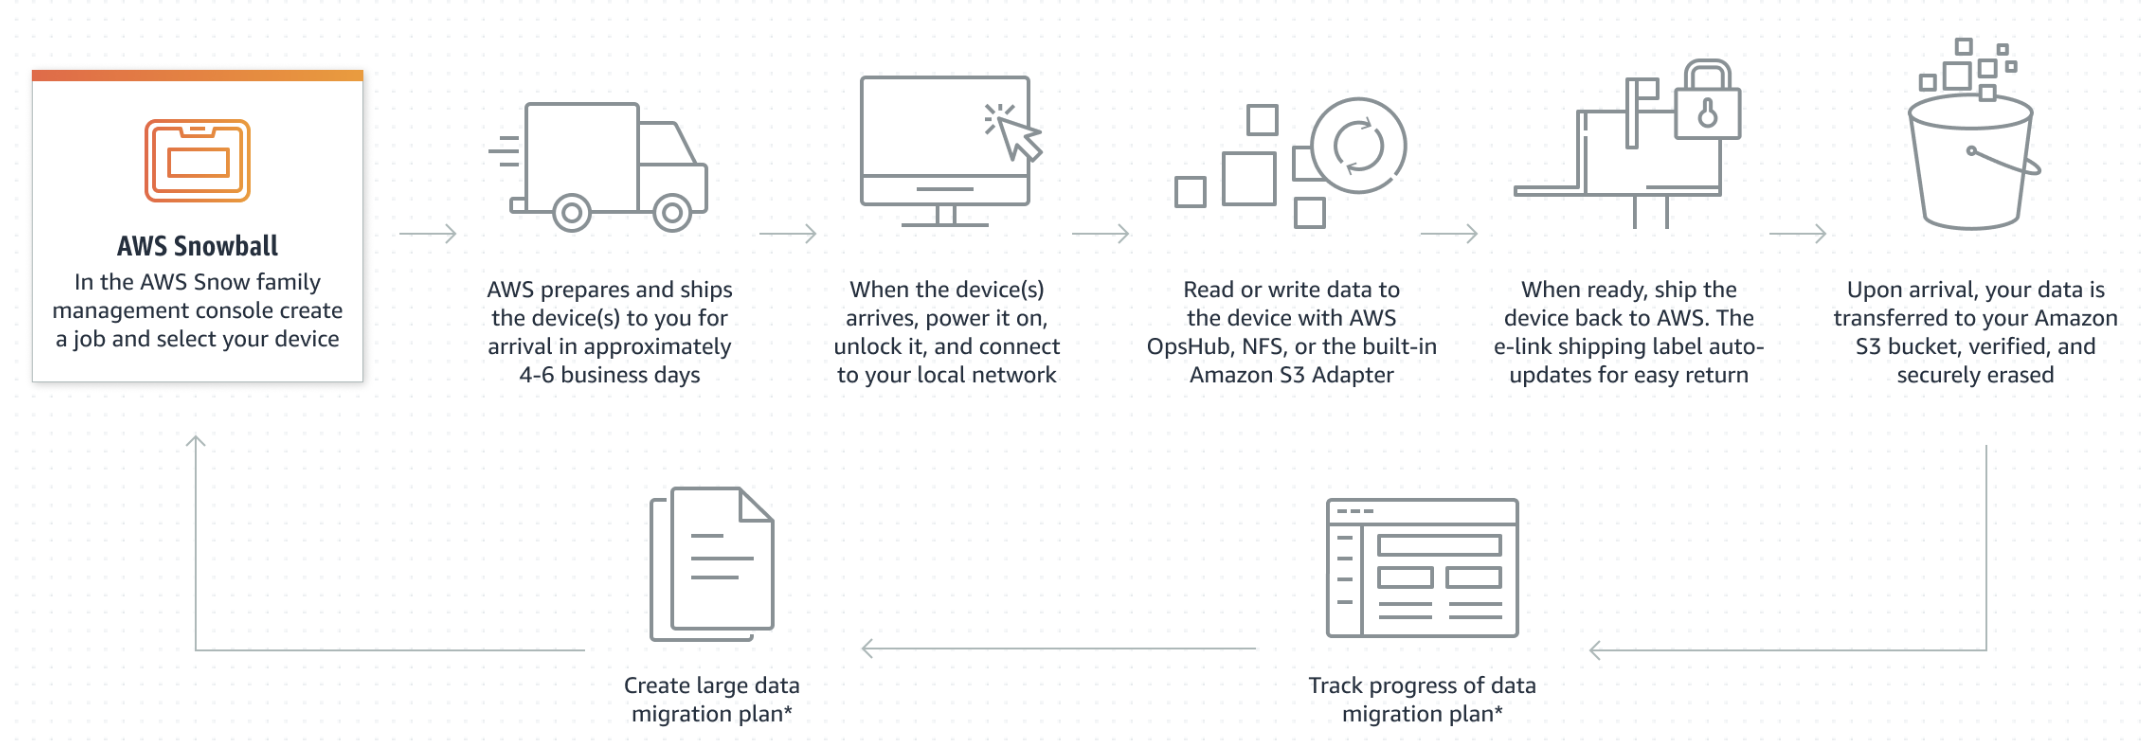 AWS Snowball
In the AWS Snow family
management console create
a job and select your device
AWS prepares and ships
the device(s) to you for
arrival in approximately
4-6 business days
When the device(s)
arrives, power it on,
unlock it, and connect
to your local network
Read or write data to
the device with AWS
OpsHub, NFS, or the built-in
Amazon S3 Adapter
When ready, ship the
device back to AWS. The
e-link shipping label auto-
updates for easy return
Upon arrival, your data is
transferred to your Amazon
S3 bucket, verified, and
securely erased
Create large data
migration plan*
Track progress of data
migration plan*